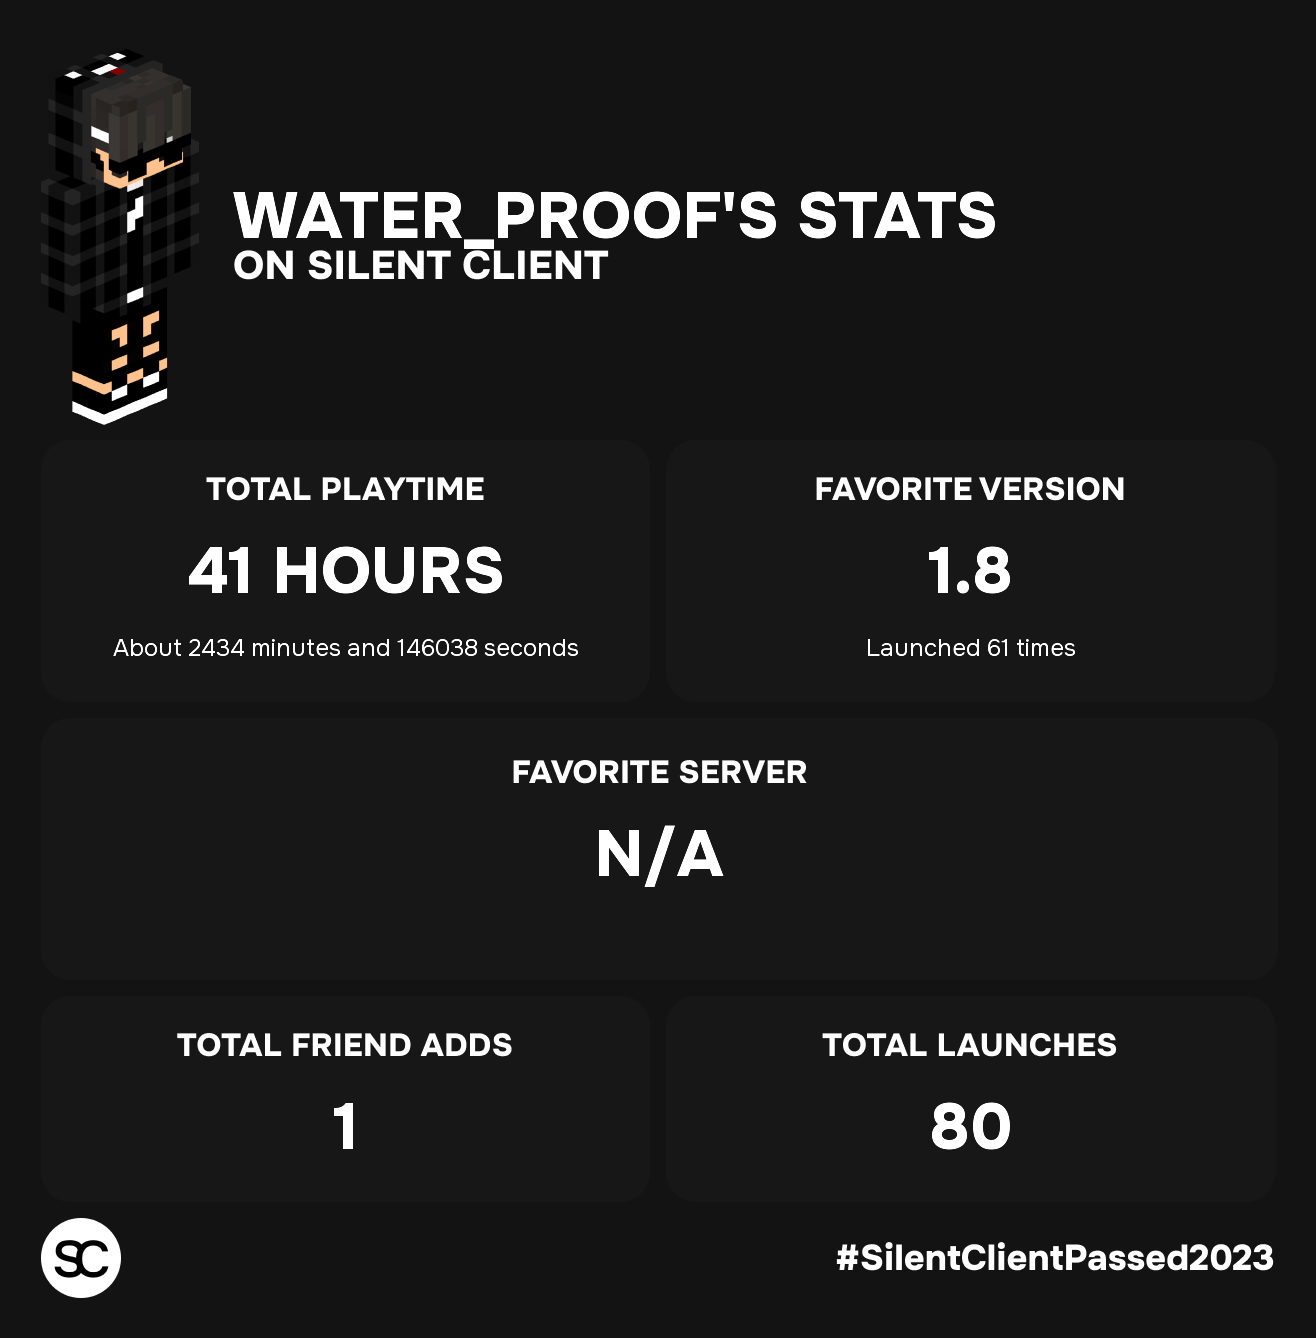 WATER_PROOF'S STATS
ON SILENT CLIENT
TOTAL PLAYTIME
41 HOURS
About 2434 minutes and 146038 seconds
FAVORITE VERSION
1.8
Launched 61 times
FAVORITE SERVER
N/A
TOTAL FRIEND ADDS
1
TOTAL LAUNCHES
80
SC
#SilentClientPassed2023